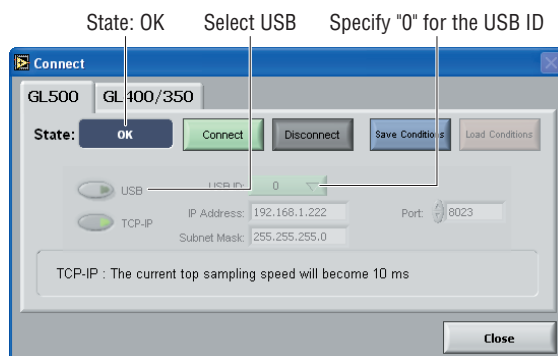 State: OK Select USB Specify "0" for the USB ID
Connect
GL500 GL400/350
State: OK Connect Disconnect Save Conditions Load Conditions
USB USB ID: 0
TCP-IP IP Address: 192.168.1.222 Port: 8023
Subnet Mask: 255.255.255.0
TCP-IP : The current top sampling speed will become 10 ms
Close